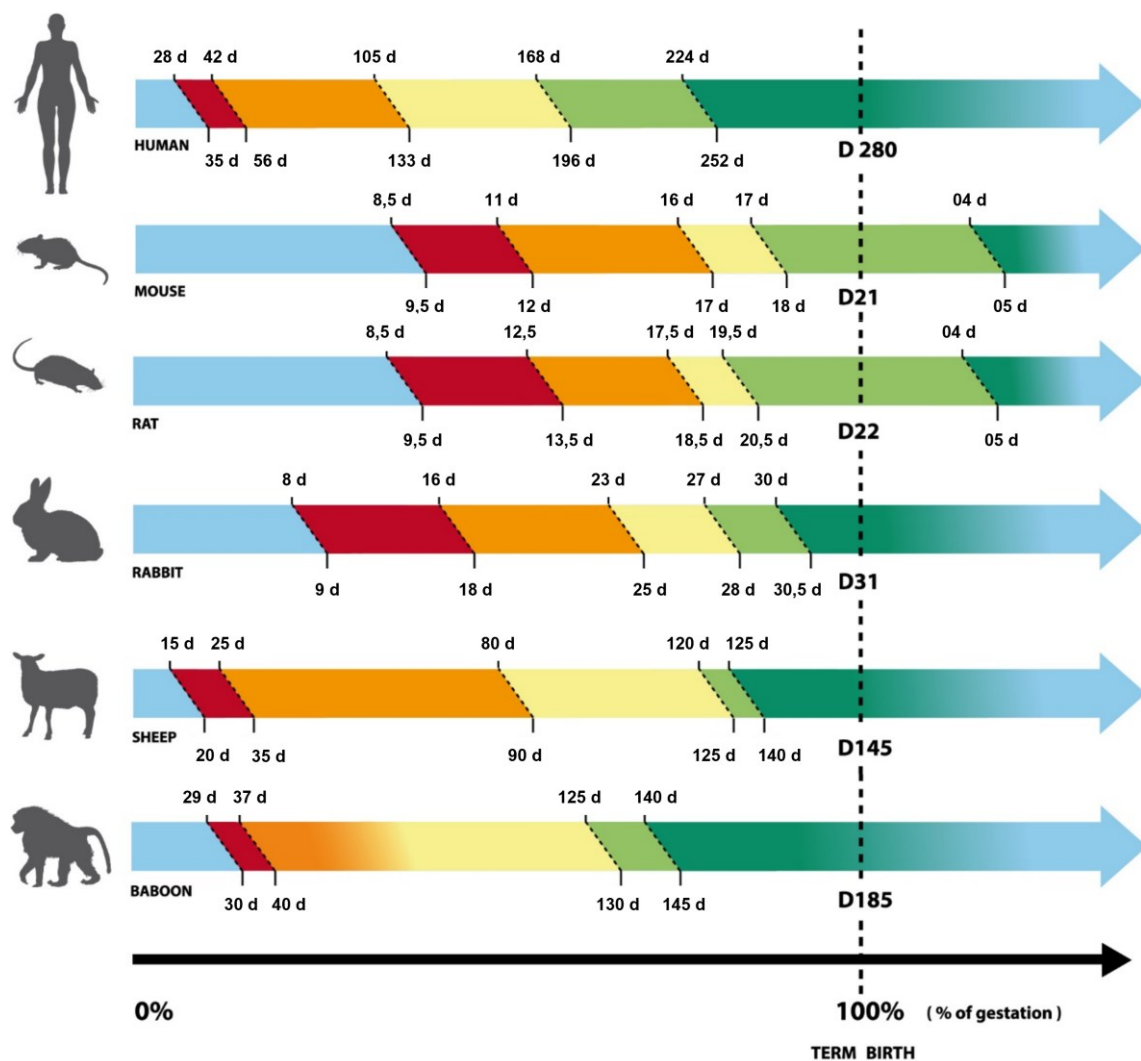 28 d 42 d 105 d 168 d 224 d
HUMAN
35 d 56 d 133 d 196 d 252 d D 280
8,5 d 11 d 16 d 17 d 04 d
MOUSE
9,5 d 12 d 17 d 18 d D21 05 d
8,5 d 12,5 17,5 d 19,5 d 04 d
RAT
9,5 d 13,5 d 18,5 d 20,5 d D22 05 d
8 d 16 d 23 d 27 d 30 d
RABBIT
9 d 18 d 25 d 28 d 30,5 d D31
15 d 25 d 80 d 120 d 125 d
SHEEP
20 d 35 d 90 d 125 d 140 d D145
29 d 37 d 125 d 140 d
BABOON
30 d 40 d 130 d 145 d D185
0% 100% ( % of gestation )
TERM BIRTH